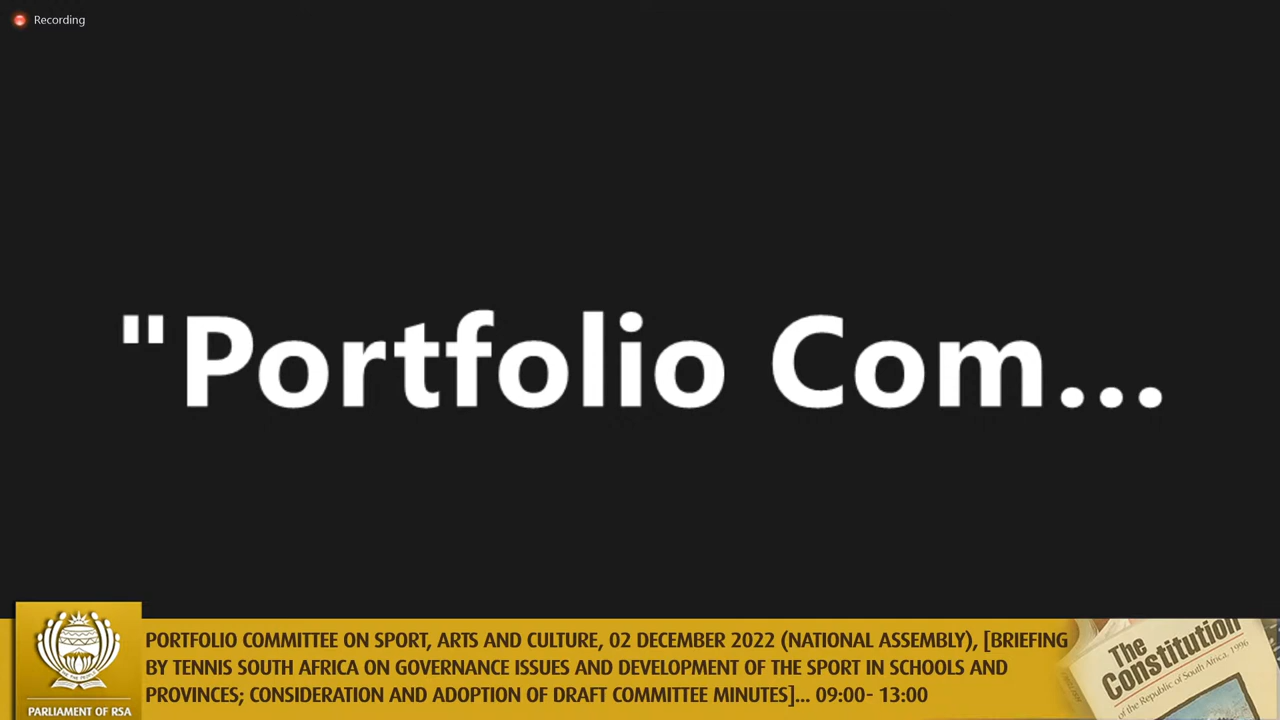 Recording
"Portfolio Com...
PORTFOLIO COMMITTEE ON SPORT, ARTS AND CULTURE, 02 DECEMBER 2022 (NATIONAL ASSEMBLY), [BRIEFING
BY TENNIS SOUTH AFRICA ON GOVERNANCE ISSUES AND DEVELOPMENT OF THE SPORT IN SCHOOLS AND
PROVINCES; CONSIDERATION AND ADOPTION OF DRAFT COMMITTEE MINUTES]... 09:00- 13:00
PARLIAMENT OF RSA
The
Constitution
of the Republic of South Africa, 1996